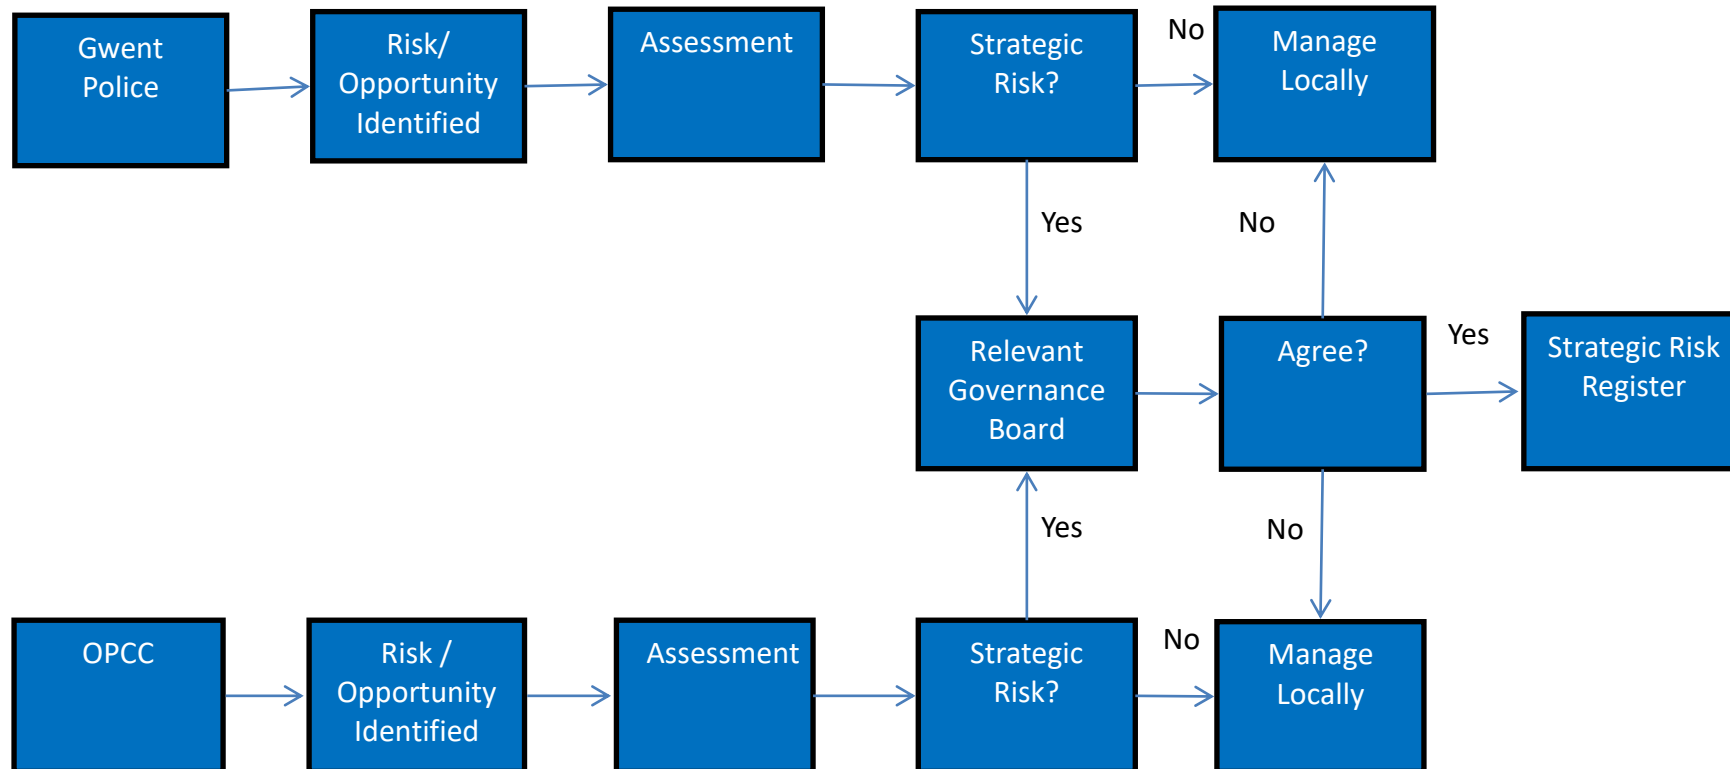 Gwent
Police
Risk/
Opportunity
Identified
Assessment
Strategic
Risk?
No
Manage
Locally
Yes
No
Relevant
Governance
Board
Agree?
Yes
Strategic Risk
Register
Yes
No
OPCC
Risk /
Opportunity
Identified
Assessment
Strategic
Risk?
No
Manage
Locally